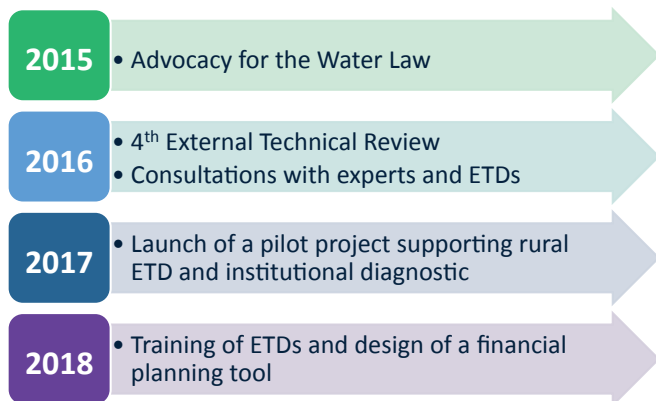 2015
• Advocacy for the Water Law
2016
• 4th External Technical Review
• Consultations with experts and ETDs
2017
• Launch of a pilot project supporting rural
ETD and institutional diagnostic
2018
• Training of ETDs and design of a financial
planning tool